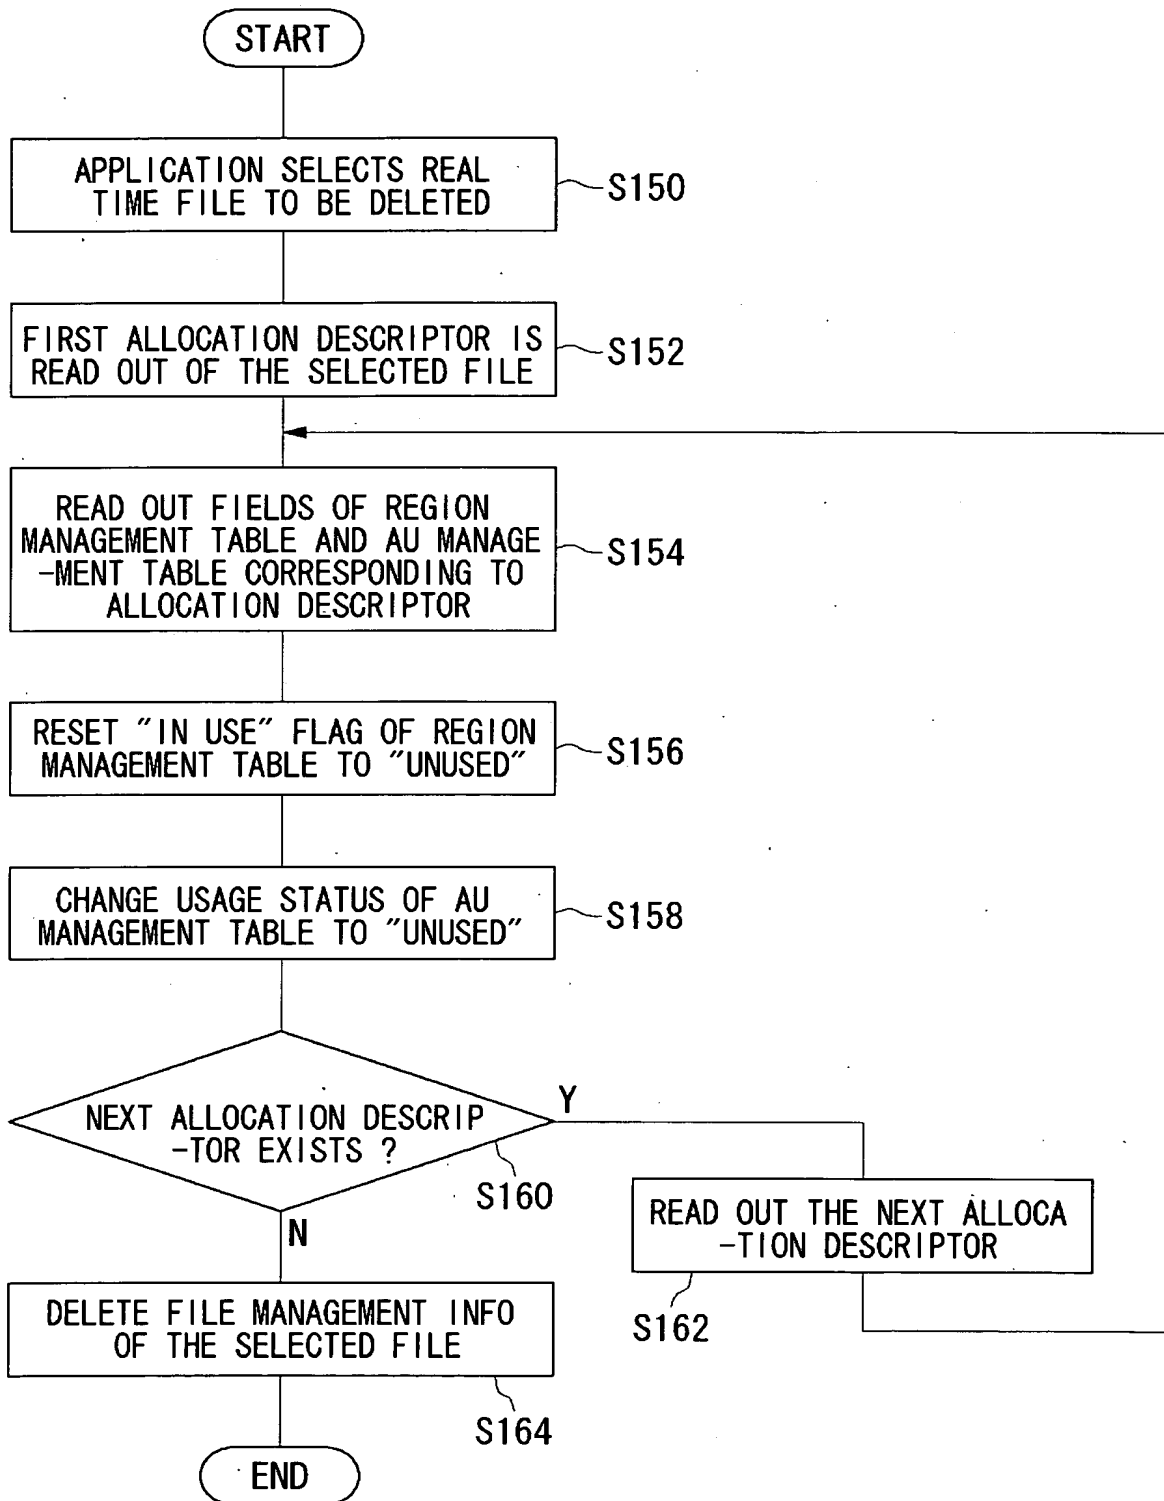 START
APPLICATION SELECTS REAL
TIME FILE TO BE DELETED
S150
FIRST ALLOCATION DESCRIPTOR IS
READ OUT OF THE SELECTED FILE
S152
READ OUT FIELDS OF REGION
MANAGEMENT TABLE AND AU MANAGE
-MENT TABLE CORRESPONDING TO
ALLOCATION DESCRIPTOR
S154
RESET "IN USE" FLAG OF REGION
MANAGEMENT TABLE TO "UNUSED"
S156
CHANGE USAGE STATUS OF AU
MANAGEMENT TABLE TO "UNUSED"
S158
NEXT ALLOCATION DESCRIP
-TOR EXISTS ?
S160
Y
N
READ OUT THE NEXT ALLOCA
-TION DESCRIPTOR
S162
DELETE FILE MANAGEMENT INFO
OF THE SELECTED FILE
S164
END